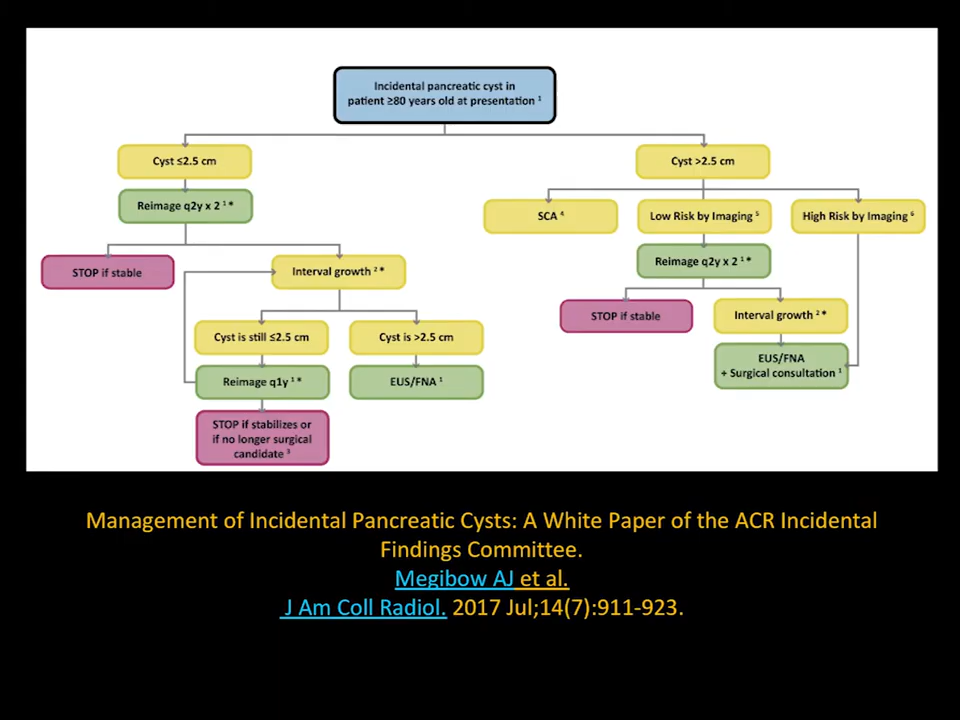 Incidental pancreatic cyst in
patient ≥80 years old at presentation 1
Cyst ≤2.5 cm
Cyst >2.5 cm
Reimage q2y x 2 1 *
SCA 4
Low Risk by Imaging 5
High Risk by Imaging 6
STOP if stable
Interval growth 2 *
Reimage q2y x 2 1 *
STOP if stable
Interval growth 2 *
Cyst is still ≤2.5 cm
Cyst is >2.5 cm
EUS/FNA
+ Surgical consultation 1
Reimage q1y 1 *
EUS/FNA 1
STOP if stabilizes or
if no longer surgical
candidate 3
Management of Incidental Pancreatic Cysts: A White Paper of the ACR Incidental
Findings Committee.
Megibow AJ et al.
J Am Coll Radiol. 2017 Jul;14(7):911-923.